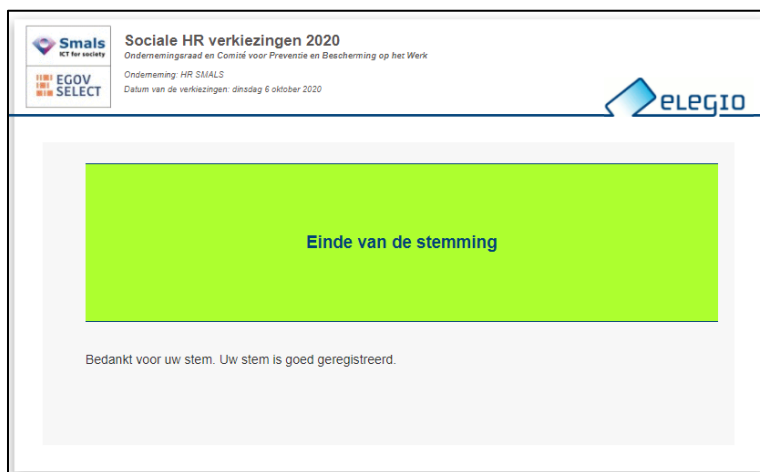 Smals
ICT for society
EGOV
SELECT
Sociale HR verkiezingen 2020
Ondernemingsraad en Comité voor Preventie en Bescherming op het Werk
Onderneming: HR SMALS
Datum van de verkiezingen: dinsdag 6 oktober 2020
eLEGIO
Einde van de stemming
Bedankt voor uw stem. Uw stem is goed geregistreerd.